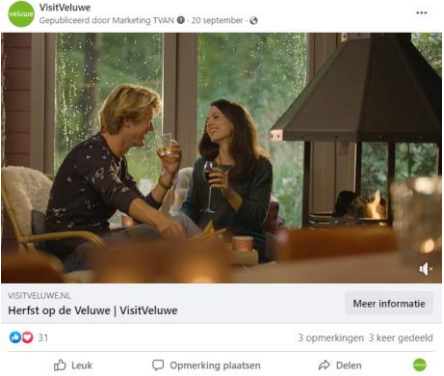 veluwe
VisitVeluwe
Gepubliceerd door Marketing TVAN · 20 september ·
VISITVELUWE.NL
Herfst op de Veluwe | VisitVeluwe
Meer informatie
31
3 opmerkingen 3 keer gedeeld
Leuk
Opmerking plaatsen
Delen